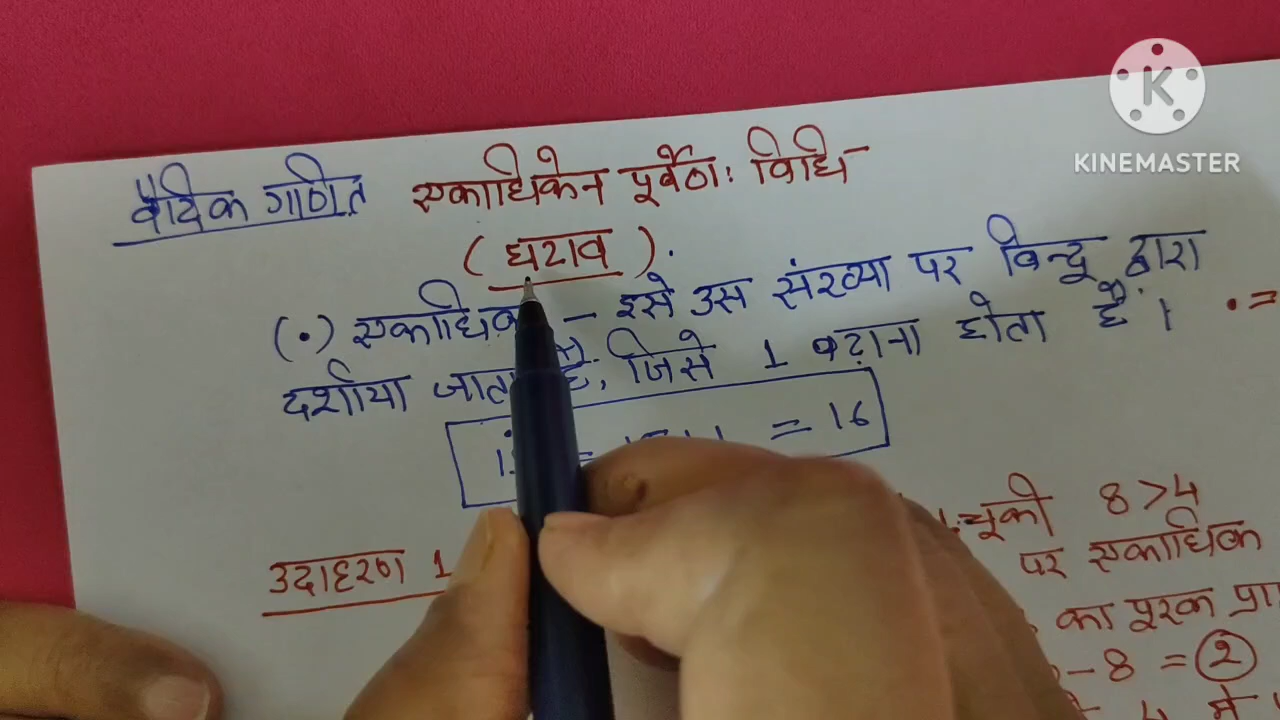 वैदिक गणित एकाधिकेन पूर्वेण: विधि
(घटाव).
(•) एकाधिक – इसे उस संख्या पर बिन्दू द्वारा
दर्शाया जाता है, जिसे 1 बढ़ाना होता है।
= 16
उदाहरण 1
चूकी 8 > 4
पर एकाधिक
का पूरक
– 8 = 2
4 में
K
KINEMASTER